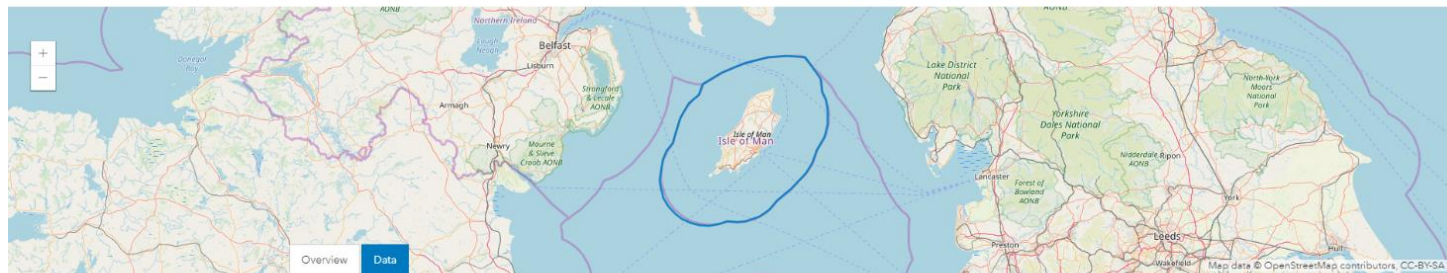 +
−
Donegal
Bay
Northern Ireland
Lough
Neagh
Belfast
Lisburn
Armagh
Newry
Strangford
& Lecale
AONB
Mourne
& Slieve
Croob AONB
Isle of Man
Isle of Man
Lake District
National
Park
Yorkshire
Dales National
Park
North York
Moors
National
Park
Nidderdale
AONB
Ripon
Lancaster
Forest of
Bowland
AONB
York
Preston
Leeds
Wakefield
Hull
Overview
Data
Map data © OpenStreetMap contributors, CC-BY-SA